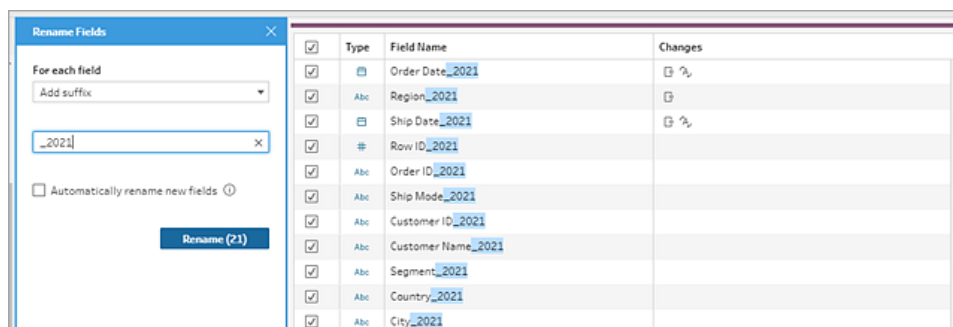 Rename Fields
For each field
Add suffix
_2021
Automatically rename new fields
Rename (21)
Type Field Name Changes
Order Date_2021
Abc Region_2021
Ship Date_2021
# Row ID_2021
Abc Order ID_2021
Abc Ship Mode_2021
Abc Customer ID_2021
Abc Customer Name_2021
Abc Segment_2021
Abc Country_2021
Abc City_2021